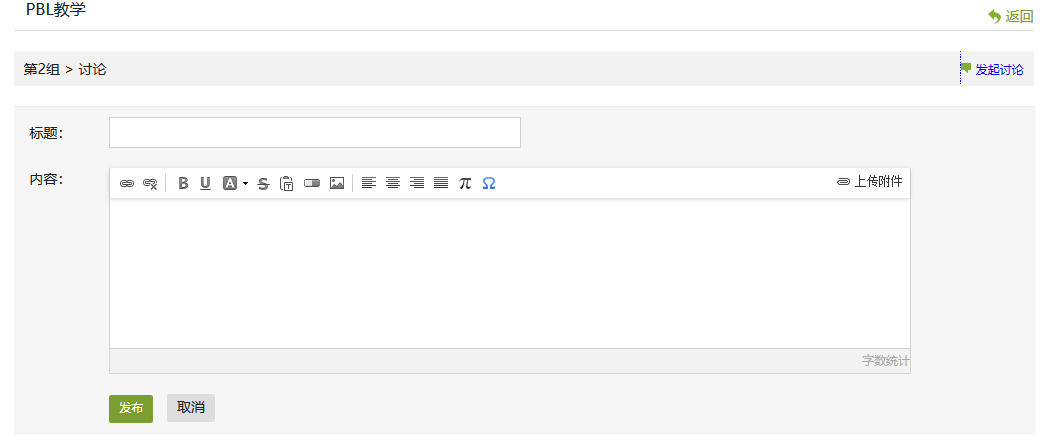 PBL教学
返回
第2组 > 讨论
发起讨论
标题：
内容：
B U A S T π Ω 上传附件
字数统计
发布 取消